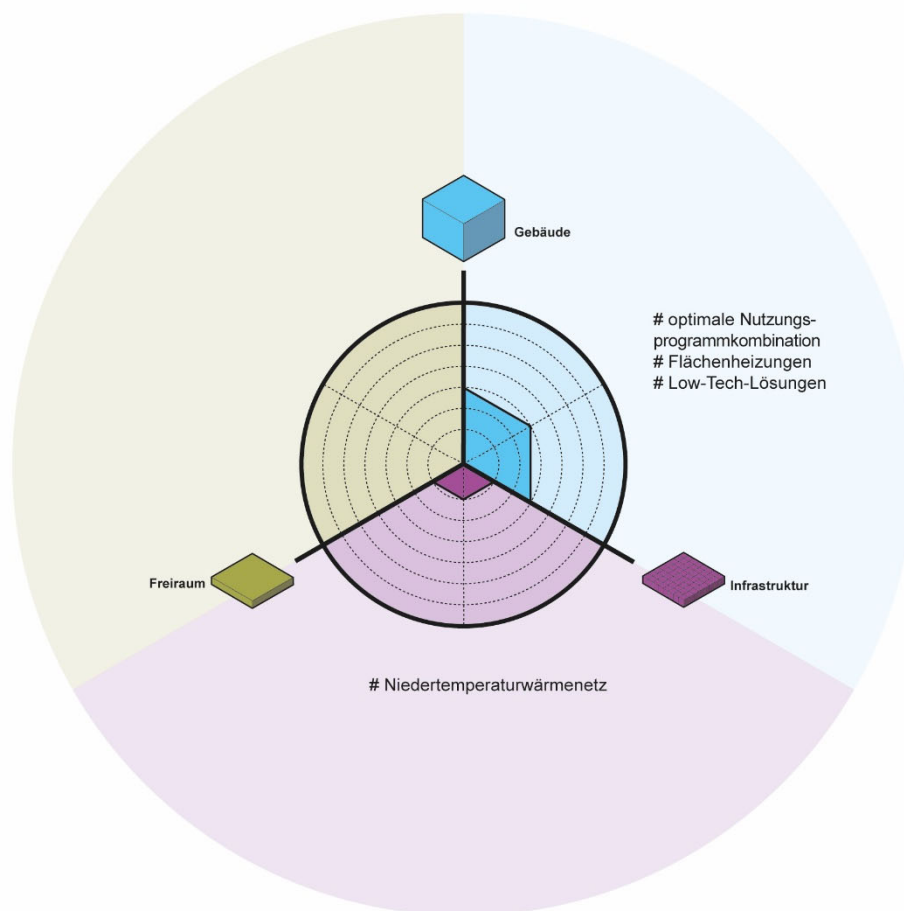 Gebäude
# optimale Nutzungs-
programmkombination
# Flächenheizungen
# Low-Tech-Lösungen
Freiraum
Infrastruktur
# Niedertemperaturwärmenetz